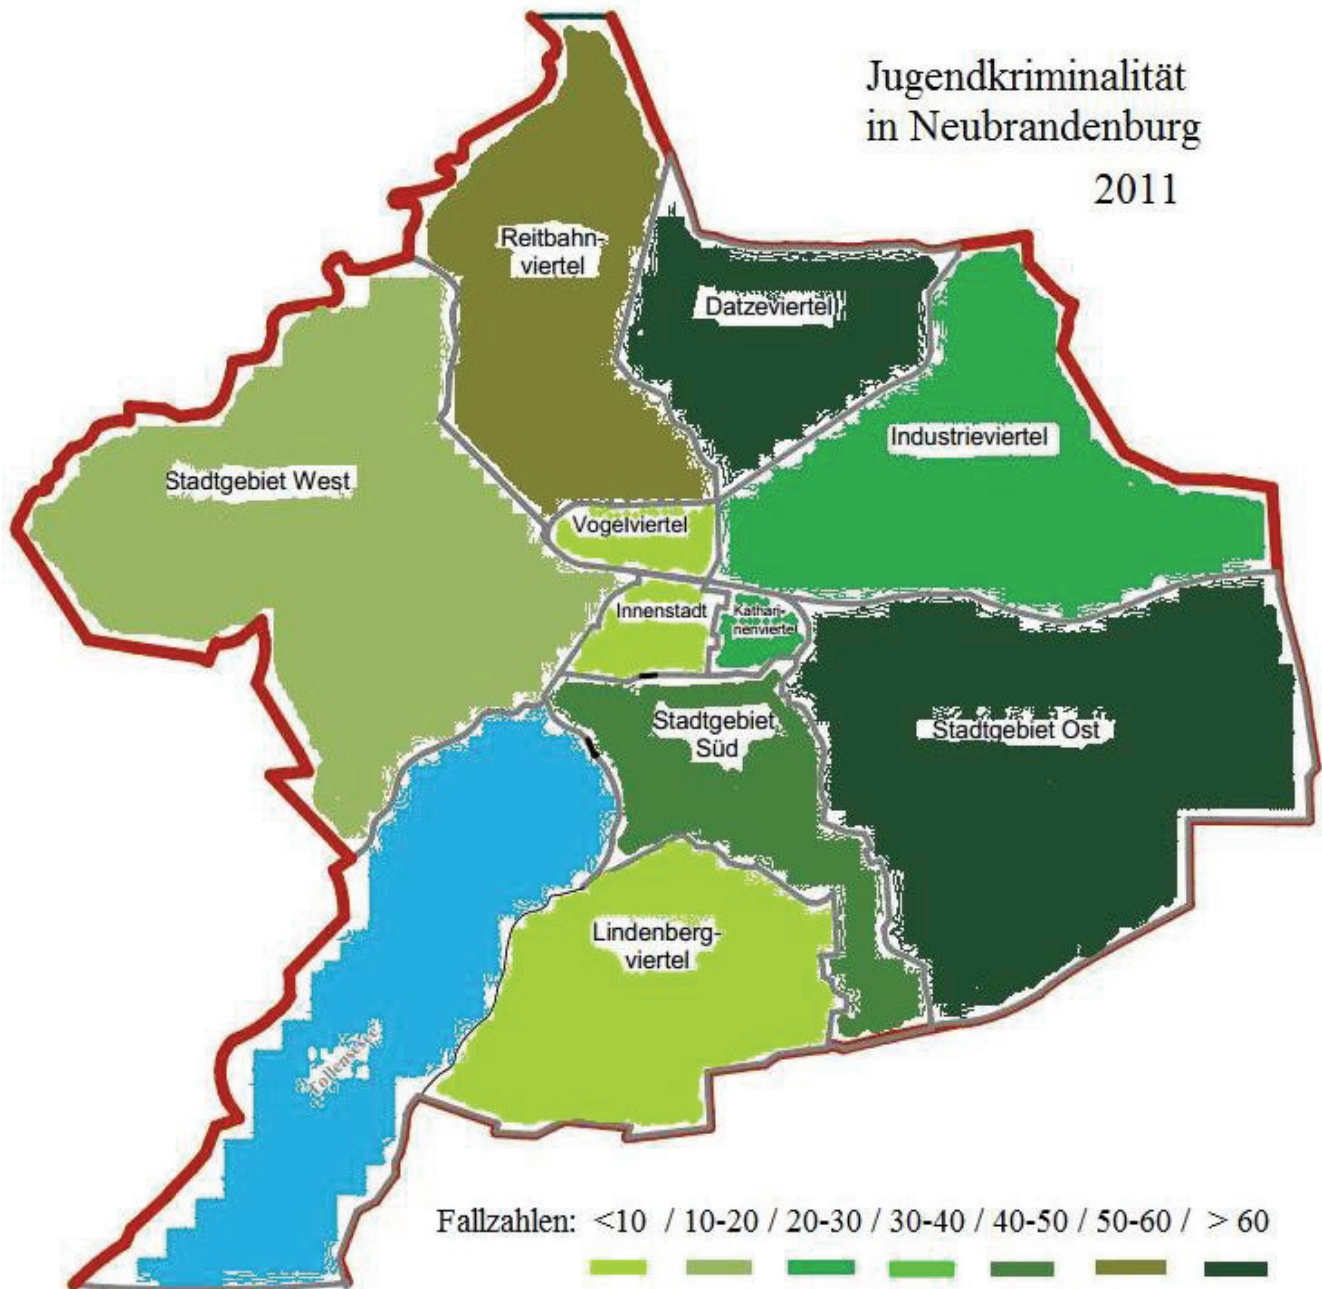 Jugendkriminalität
in Neubrandenburg
2011
Reitbahn-
viertel
Datzeviertel
Industrieviertel
Stadtgebiet West
Vogelviertel
Innenstadt
Kathari-
nenviertel
Stadtgebiet
Süd
Stadtgebiet Ost
Lindenberg-
viertel
Tollensesee
Fallzahlen: <10 / 10-20 / 20-30 / 30-40 / 40-50 / 50-60 / > 60